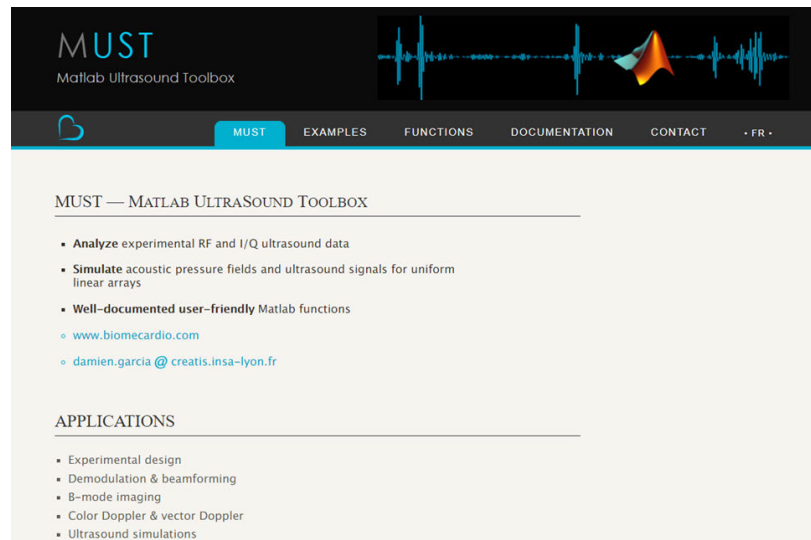 MUST
Matlab Ultrasound Toolbox
MUST EXAMPLES FUNCTIONS DOCUMENTATION CONTACT • FR •
MUST — MATLAB ULTRASOUND TOOLBOX
▪ Analyze experimental RF and I/Q ultrasound data
▪ Simulate acoustic pressure fields and ultrasound signals for uniform
linear arrays
▪ Well-documented user-friendly Matlab functions
◦ www.biomecardio.com
◦ damien.garcia @ creatis.insa-lyon.fr
APPLICATIONS
▪ Experimental design
▪ Demodulation & beamforming
▪ B-mode imaging
▪ Color Doppler & vector Doppler
▪ Ultrasound simulations